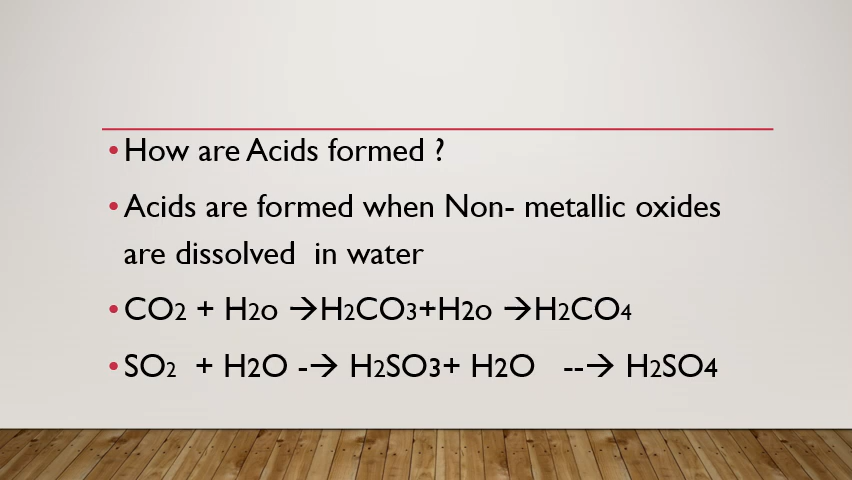 • How are Acids formed ?
• Acids are formed when Non- metallic oxides
are dissolved in water
• CO2 + H2o →H2CO3+H2o →H2CO4
• SO2 + H2O -→ H2SO3+ H2O --→ H2SO4